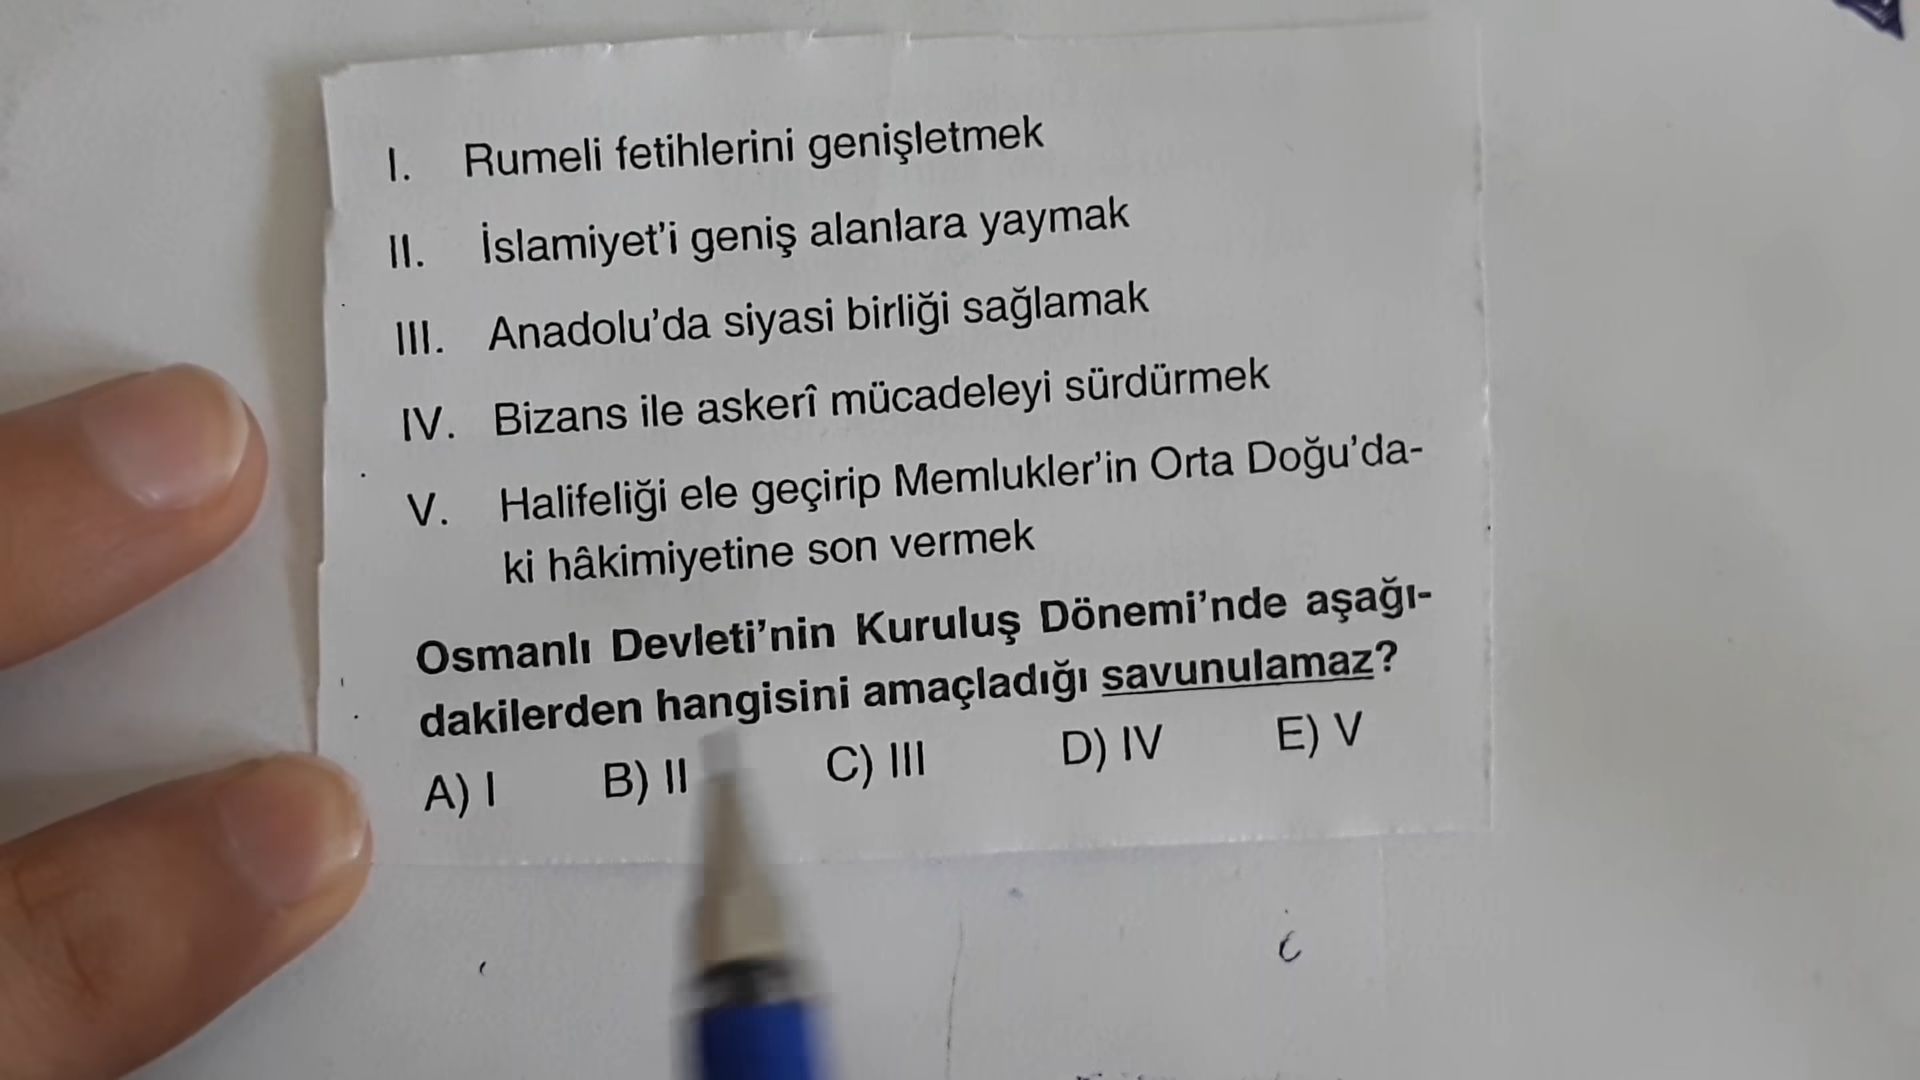 I. Rumeli fetihlerini genişletmek
II. İslamiyet'i geniş alanlara yaymak
III. Anadolu'da siyasi birliği sağlamak
IV. Bizans ile askerî mücadeleyi sürdürmek
V. Halifeliği ele geçirip Memlukler'in Orta Doğu'da-
ki hâkimiyetine son vermek
Osmanlı Devleti'nin Kuruluş Dönemi'nde aşağı-
dakilerden hangisini amaçladığı savunulamaz?
A) I B) II C) III D) IV E) V